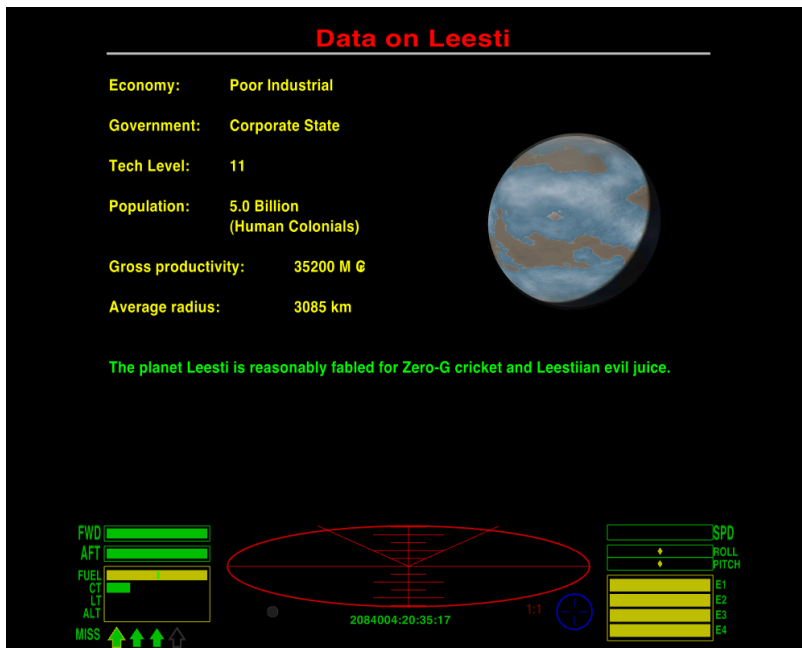 Data on Leesti
Economy: Poor Industrial
Government: Corporate State
Tech Level: 11
Population: 5.0 Billion
(Human Colonials)
Gross productivity: 35200 M ₢
Average radius: 3085 km
The planet Leesti is reasonably fabled for Zero-G cricket and Leestiian evil juice.
FWD
AFT
FUEL
CT
LT
ALT
MISS
2084004:20:35:17
1:1
SPD
ROLL
PITCH
E1
E2
E3
E4